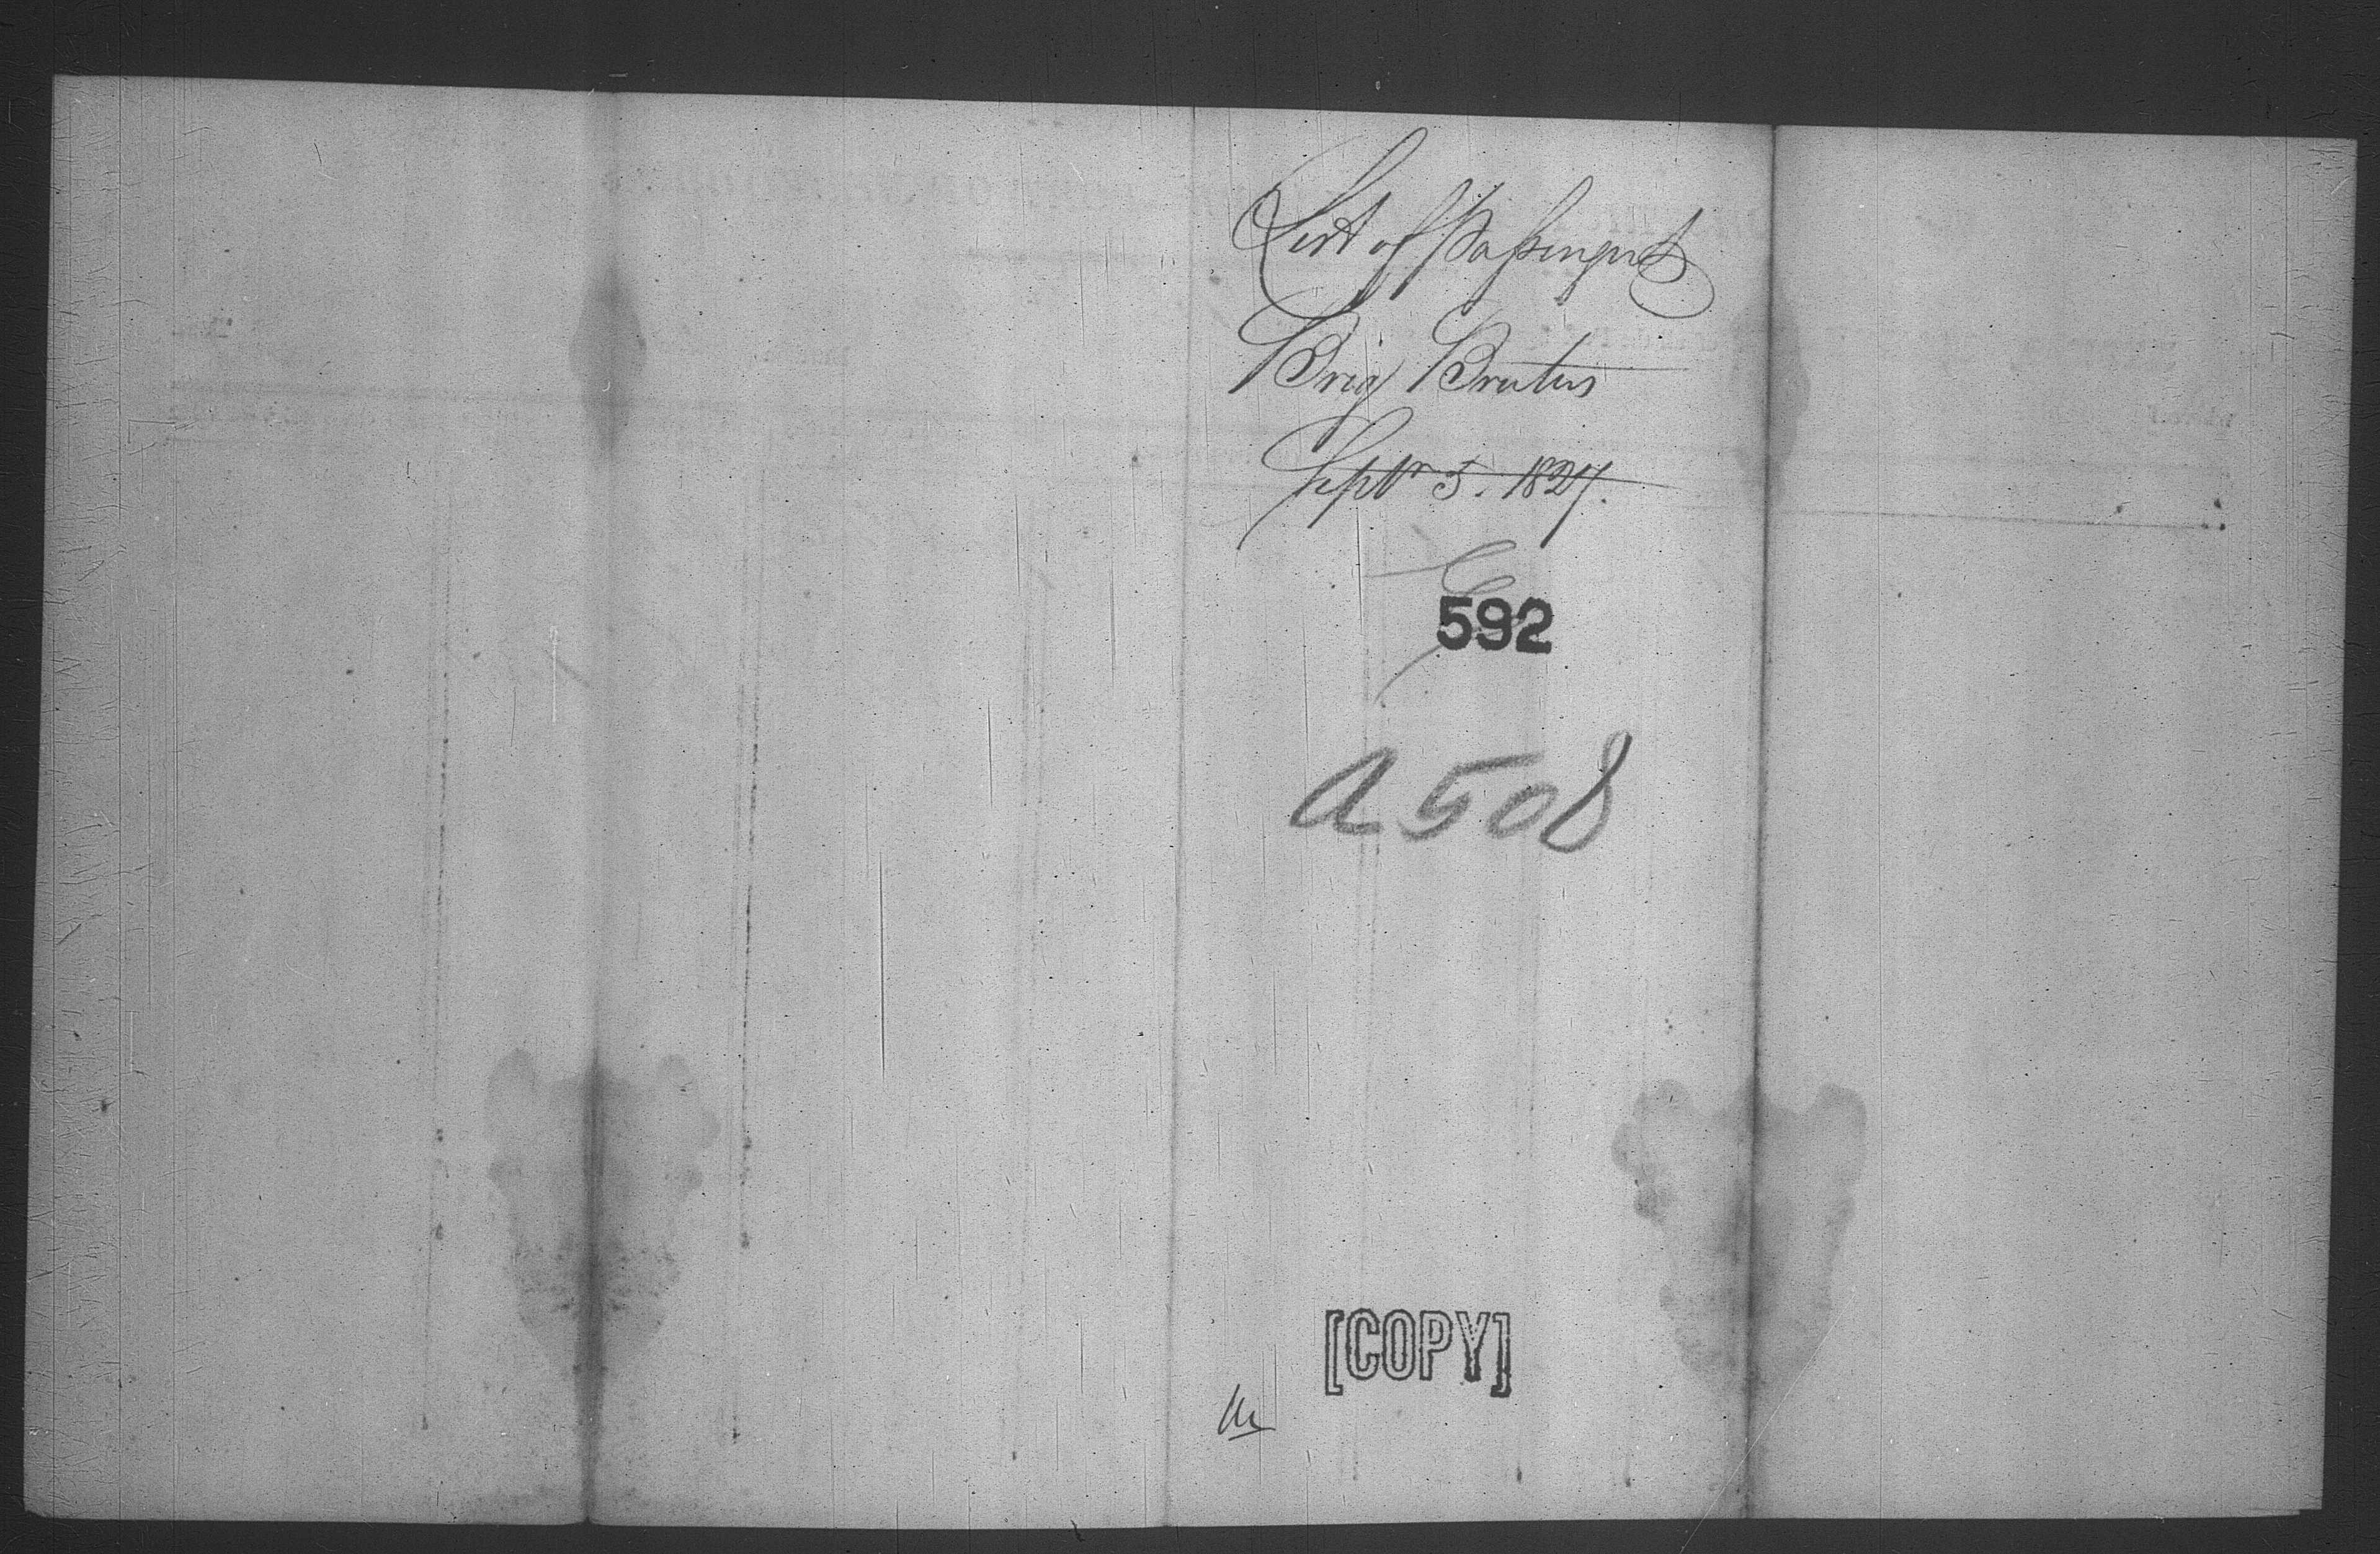 List of Passengers
Brig Brutus
Septr 5. 1827.
592
A 508
[COPY]